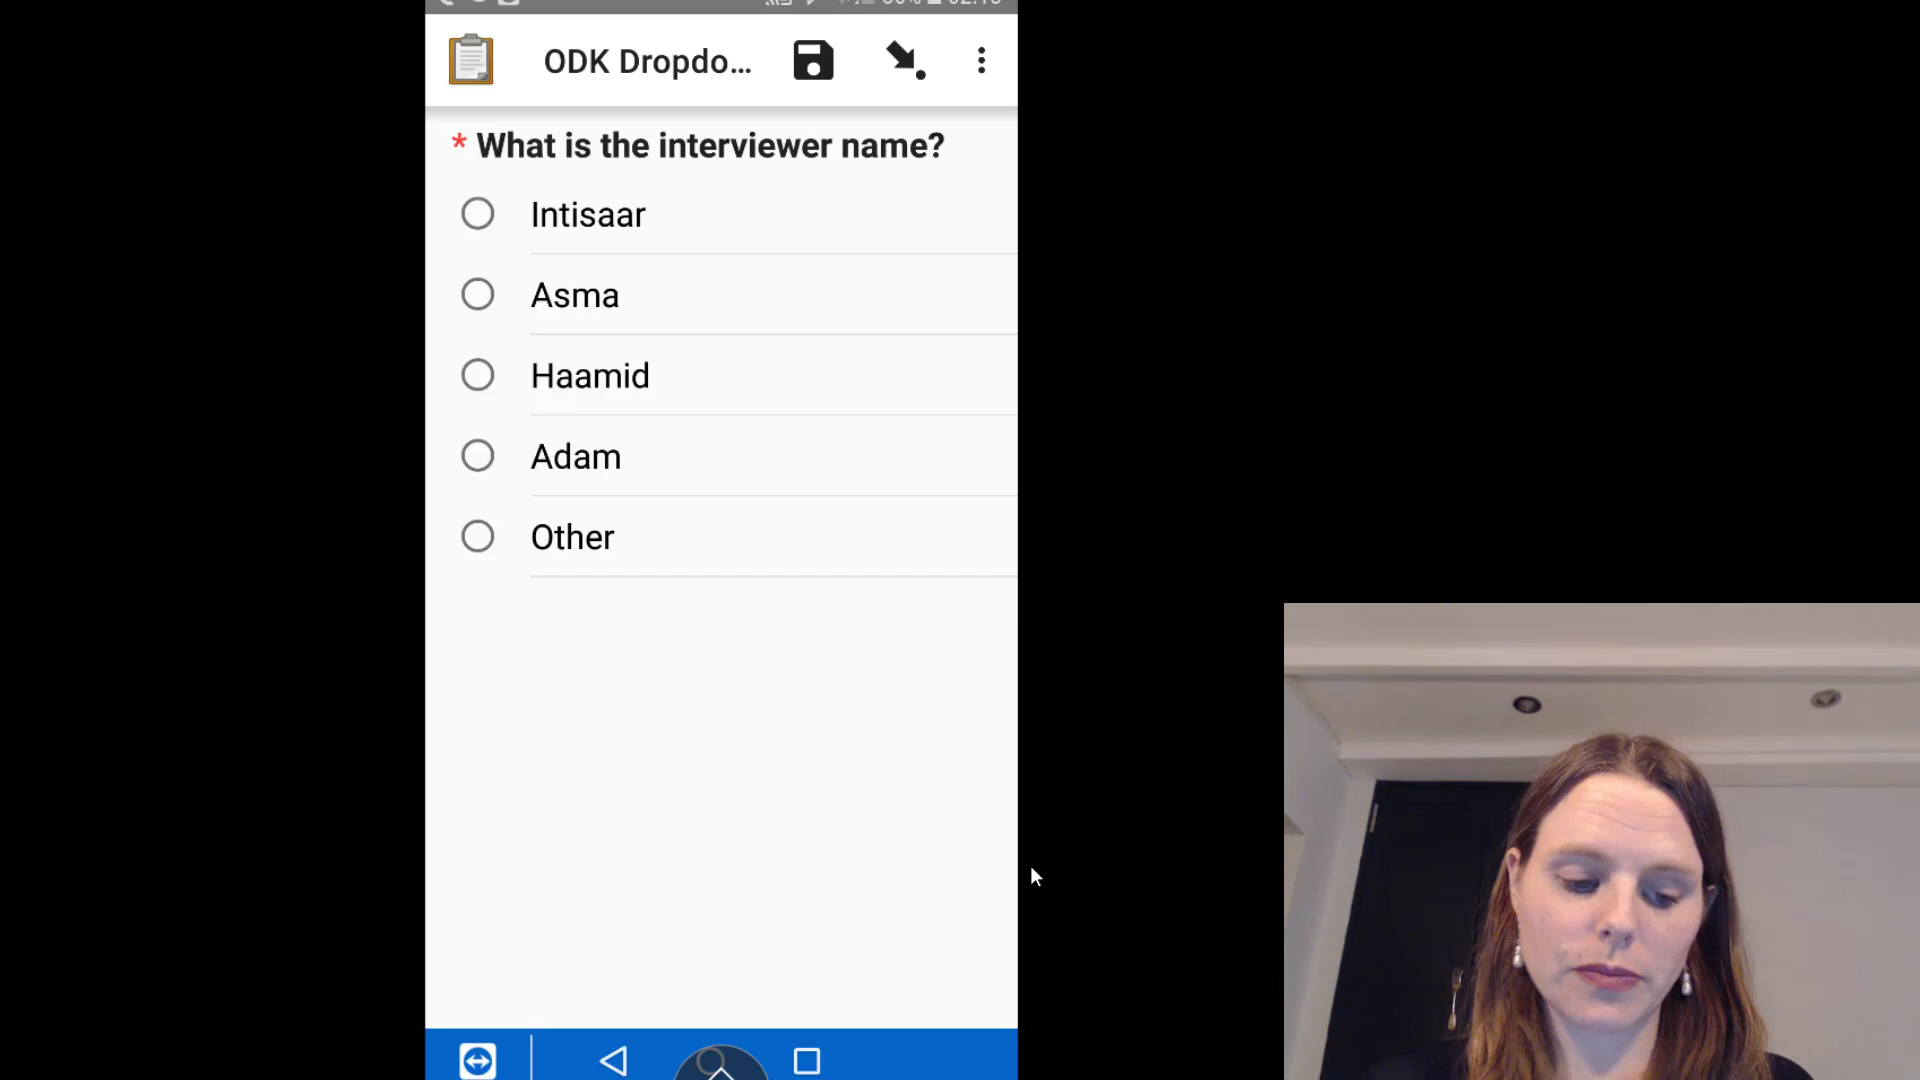 ODK Dropdo...
* What is the interviewer name?
Intisaar
Asma
Haamid
Adam
Other